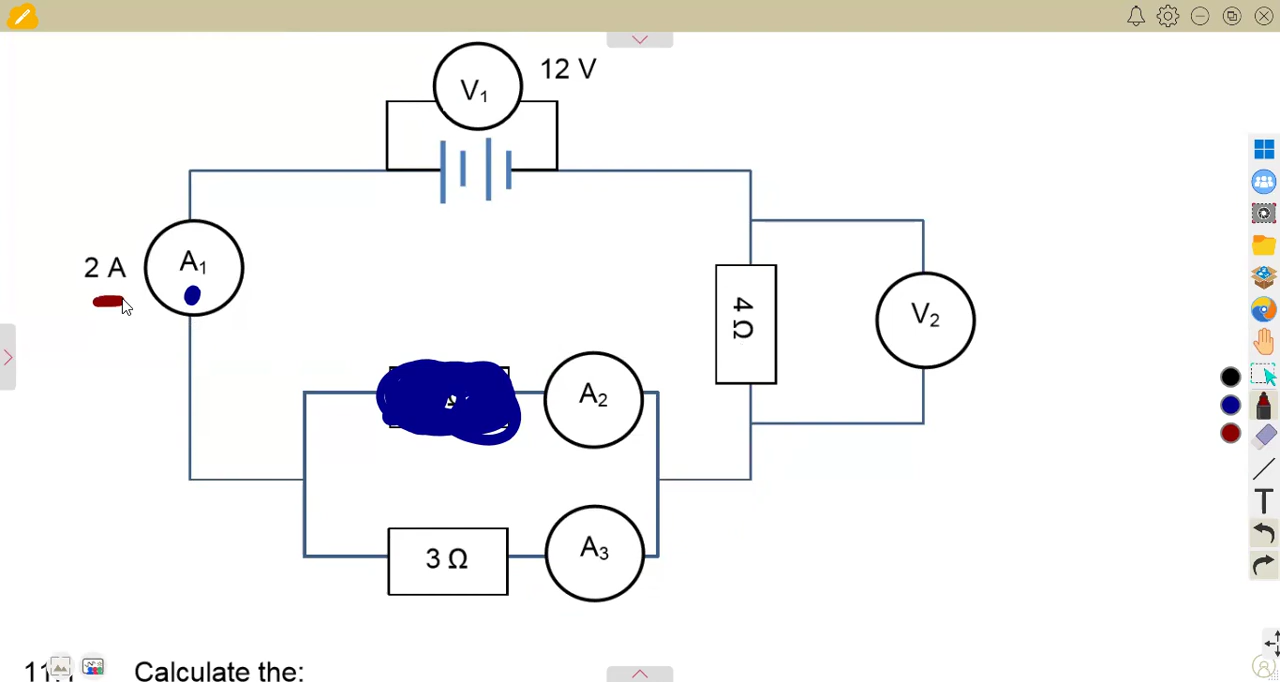 V1
12 V
2 A
A1
4 Ω
V2
A2
3 Ω
A3
Calculate the: